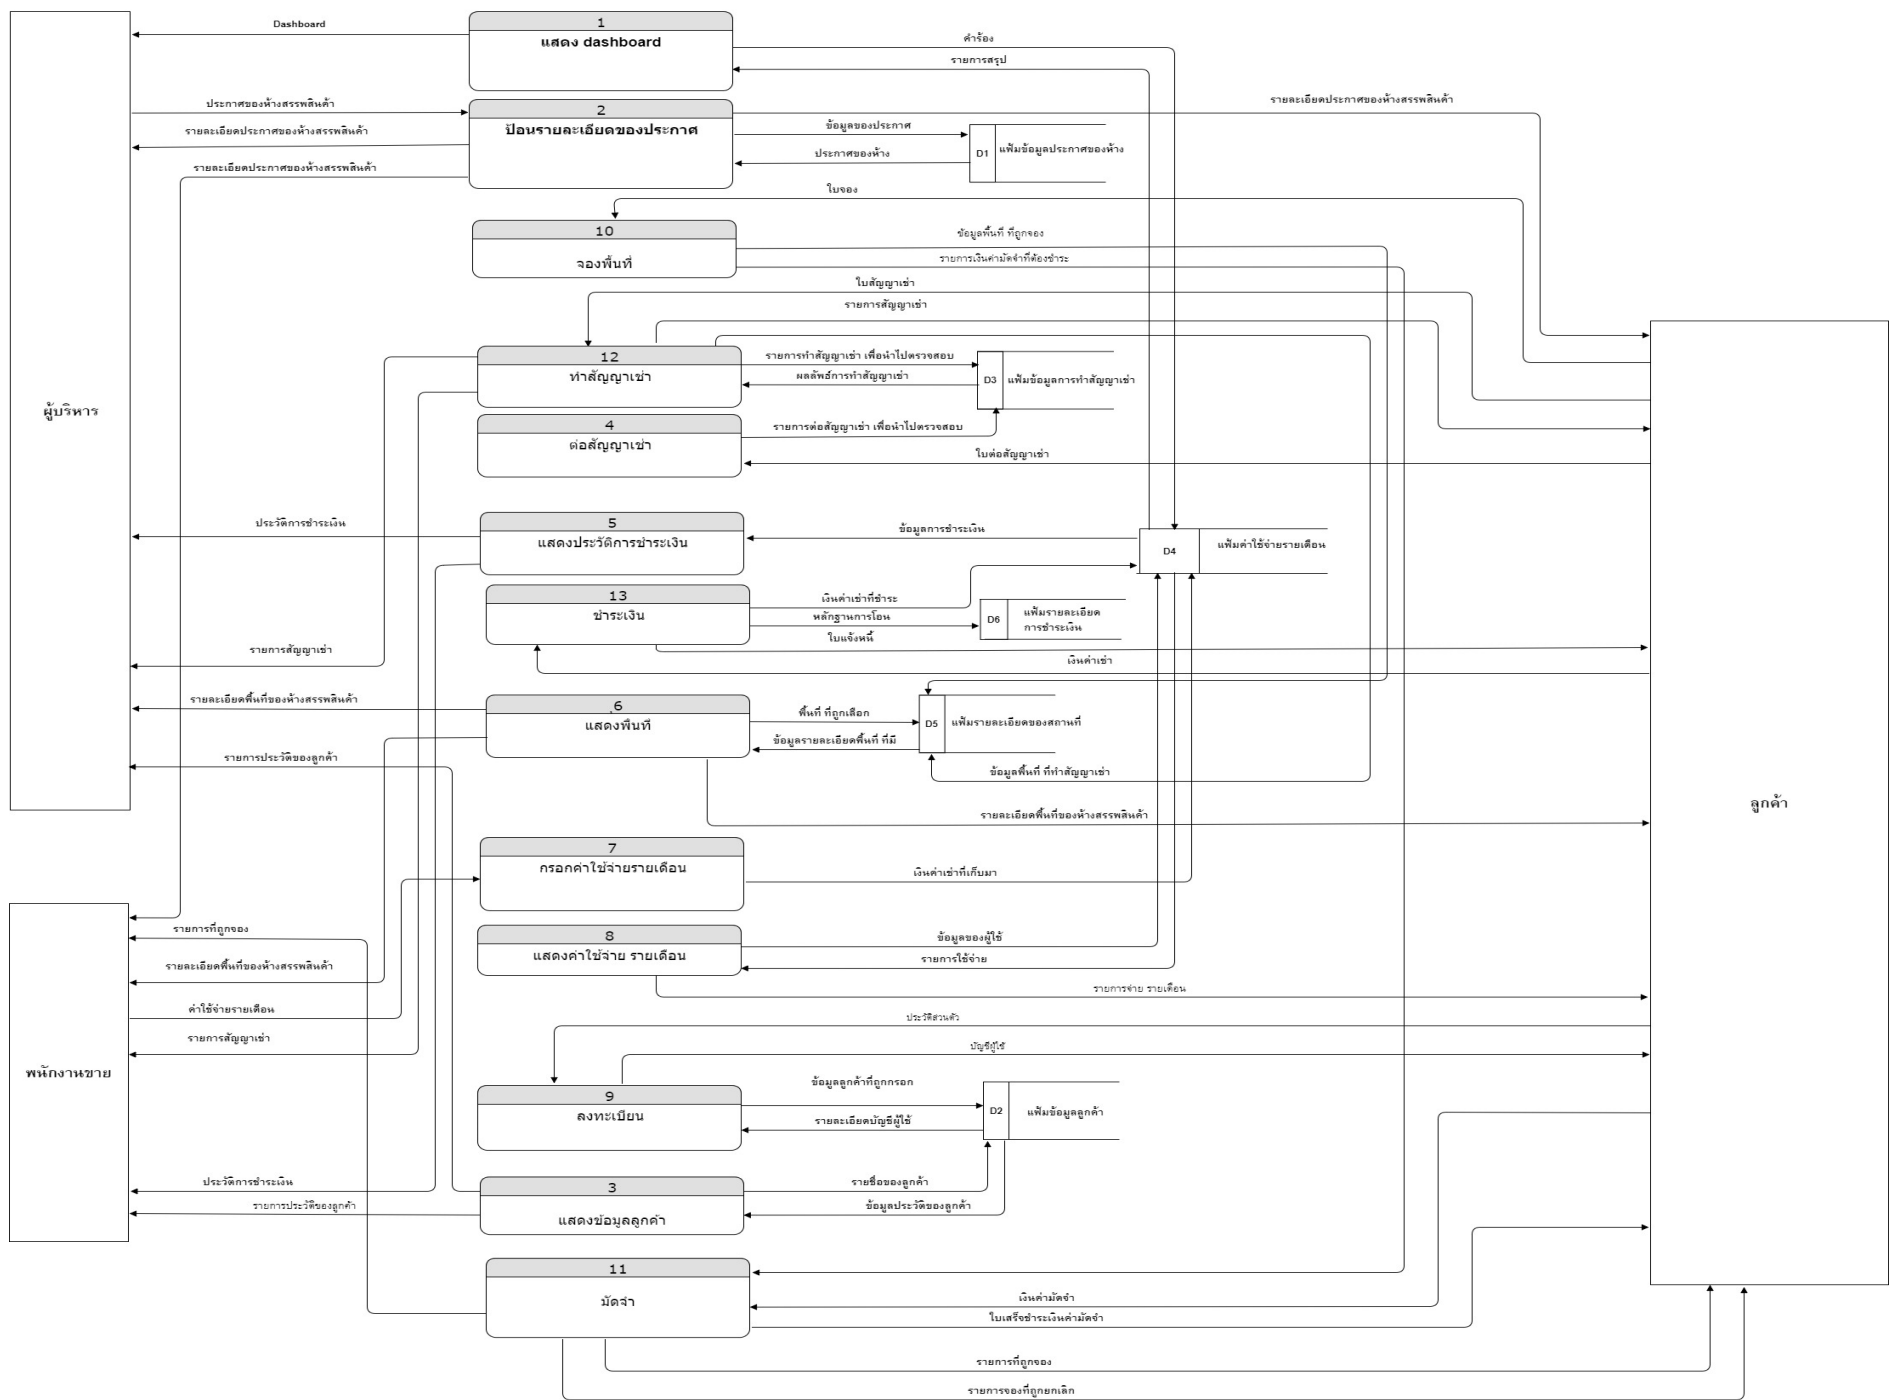 Dashboard
1
แสดง dashboard
คำร้อง
รายการสรุป
ประกาศของห้างสรรพสินค้า
2
ป้อนรายละเอียดของประกาศ
รายละเอียดประกาศของห้างสรรพสินค้า
รายละเอียดประกาศของห้างสรรพสินค้า
ข้อมูลของประกาศ
D1
แฟ้มข้อมูลประกาศของห้าง
ประกาศของห้าง
รายละเอียดประกาศของห้างสรรพสินค้า
ใบจอง
10
จองพื้นที่
ข้อมูลพื้นที่ ที่ถูกจอง
รายการเงินค่ามัดจำที่ต้องชำระ
ใบสัญญาเช่า
รายการสัญญาเช่า
12
ทำสัญญาเช่า
รายการทำสัญญาเช่า เพื่อนำไปตรวจสอบ
ผลลัพธ์การทำสัญญาเช่า
D3
แฟ้มข้อมูลการทำสัญญาเช่า
ผู้บริหาร
4
ต่อสัญญาเช่า
รายการต่อสัญญาเช่า เพื่อนำไปตรวจสอบ
ใบต่อสัญญาเช่า
ประวัติการชำระเงิน
5
แสดงประวัติการชำระเงิน
ข้อมูลการชำระเงิน
D4
แฟ้มค่าใช้จ่ายรายเดือน
13
ชำระเงิน
เงินค่าเช่าที่ชำระ
หลักฐานการโอน
ใบแจ้งหนี้
D6
แฟ้มรายละเอียด
การชำระเงิน
รายการสัญญาเช่า
เงินค่าเช่า
รายละเอียดพื้นที่ของห้างสรรพสินค้า
6
แสดงพื้นที่
พื้นที่ ที่ถูกเลือก
ข้อมูลรายละเอียดพื้นที่ ที่มี
D5
แฟ้มรายละเอียดของสถานที่
รายการประวัติของลูกค้า
ข้อมูลพื้นที่ ที่ทำสัญญาเช่า
ลูกค้า
รายละเอียดพื้นที่ของห้างสรรพสินค้า
7
กรอกค่าใช้จ่ายรายเดือน
เงินค่าเช่าที่เก็บมา
รายการที่ถูกจอง
8
แสดงค่าใช้จ่าย รายเดือน
ข้อมูลของผู้ใช้
รายการใช้จ่าย
รายละเอียดพื้นที่ของห้างสรรพสินค้า
รายการจ่าย รายเดือน
ค่าใช้จ่ายรายเดือน
ประวัติส่วนตัว
รายการสัญญาเช่า
บัญชีผู้ใช้
พนักงานขาย
9
ลงทะเบียน
ข้อมูลลูกค้าที่ถูกกรอก
รายละเอียดบัญชีผู้ใช้
D2
แฟ้มข้อมูลลูกค้า
ประวัติการชำระเงิน
3
แสดงข้อมูลลูกค้า
รายชื่อของลูกค้า
ข้อมูลประวัติของลูกค้า
รายการประวัติของลูกค้า
11
มัดจำ
เงินค่ามัดจำ
ใบเสร็จชำระเงินค่ามัดจำ
รายการที่ถูกจอง
รายการจองที่ถูกยกเลิก